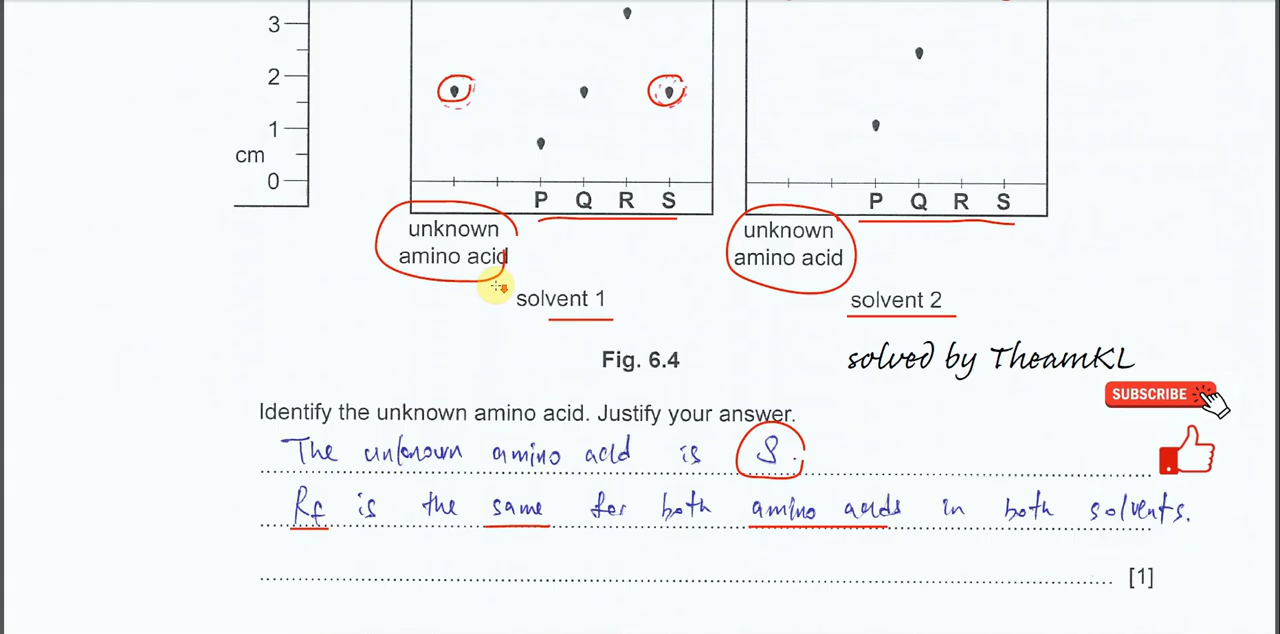 3
2
1
cm
0
P Q R S
P Q R S
unknown
amino acid
unknown
amino acid
solvent 1
solvent 2
Fig. 6.4
solved by TheamKL
SUBSCRIBE
Identify the unknown amino acid. Justify your answer.
The unknown amino acid is S.
Rf is the same for both amino acids in both solvents.
[1]